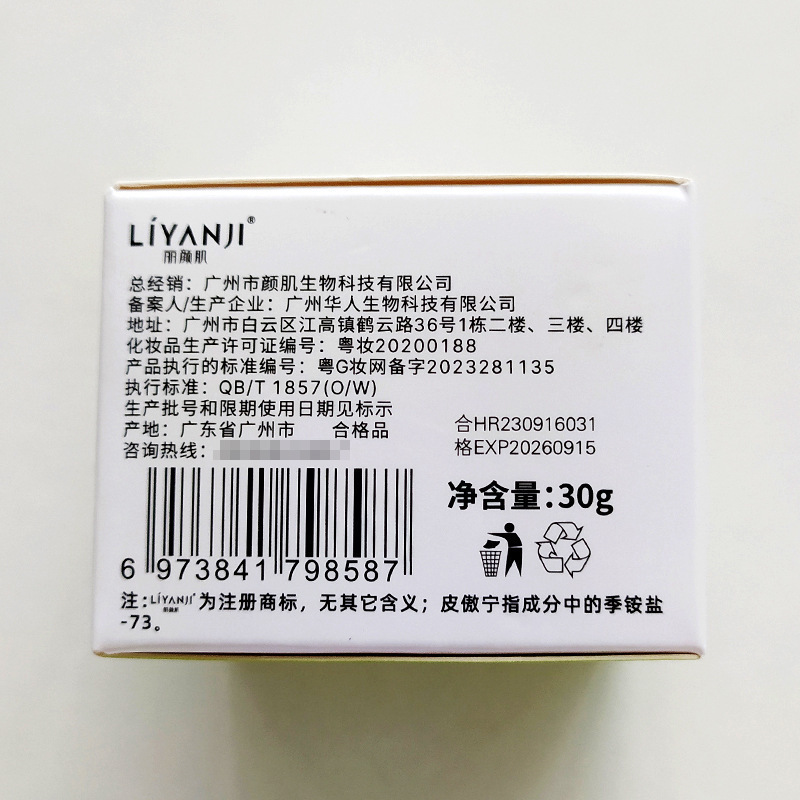 LÍYANJI®
丽颜肌
总经销：广州市颜肌生物科技有限公司
备案人/生产企业：广州华人生物科技有限公司
地址：广州市白云区江高镇鹤云路36号1栋二楼、三楼、四楼
化妆品生产许可证编号：粤妆20200188
产品执行的标准编号：粤G妆网备字2023281135
执行标准：QB/T 1857(O/W)
生产批号和限期使用日期见标示
产地：广东省广州市 合格品
咨询热线：
合HR230916031
格EXP20260915
净含量：30g
6 973841 798587
注：LÍYANJI®丽颜肌为注册商标，无其它含义；皮傲宁指成分中的季铵盐
-73。